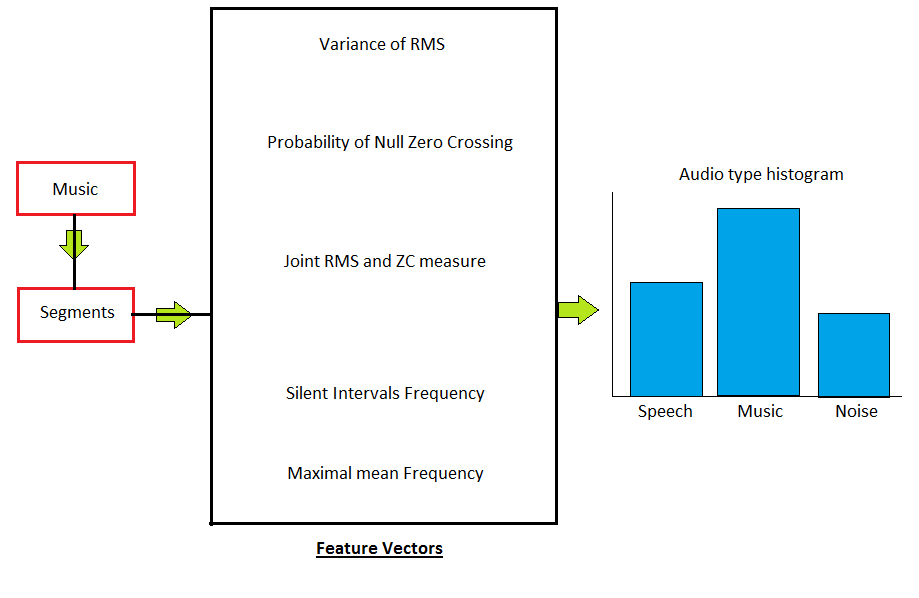 Music
Segments
Variance of RMS
Probability of Null Zero Crossing
Joint RMS and ZC measure
Silent Intervals Frequency
Maximal mean Frequency
Feature Vectors
Audio type histogram
Speech
Music
Noise